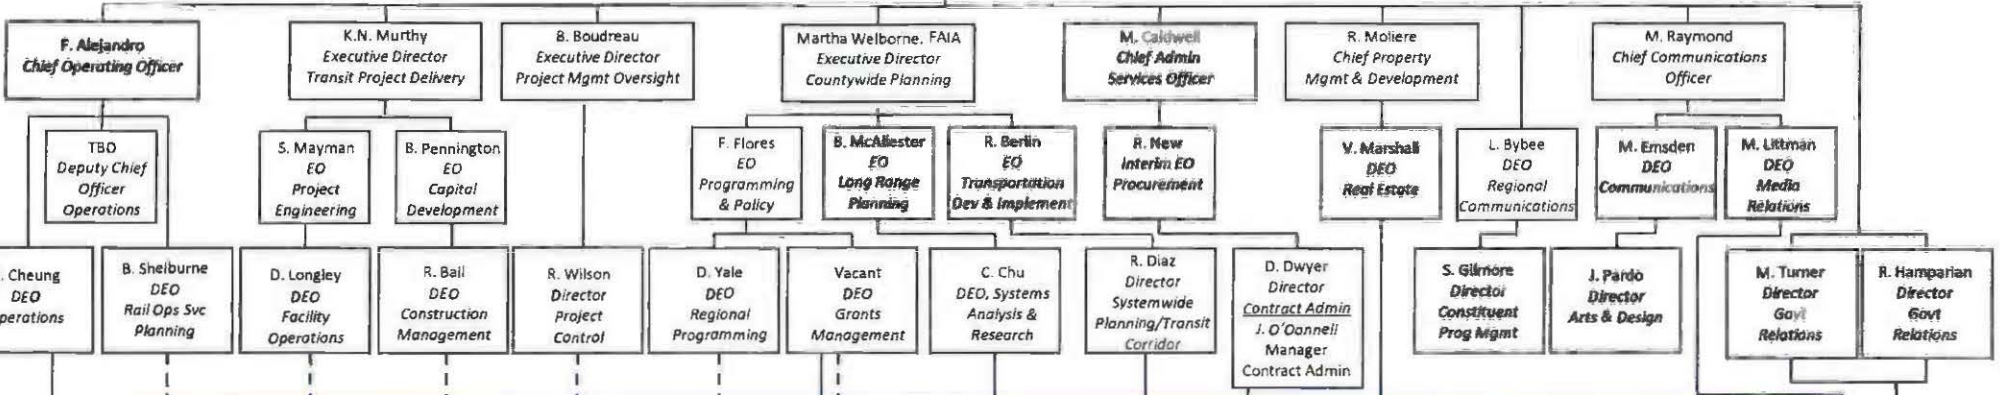 F. Alejandro
Chief Operating Officer
K.N. Murthy
Executive Director
Transit Project Delivery
B. Boudreau
Executive Director
Project Mgmt Oversight
Martha Welborne, FAIA
Executive Director
Countywide Planning
M. Caldwell
Chief Admin
Services Officer
R. Moliere
Chief Property
Mgmt & Development
M. Raymond
Chief Communications
Officer
TBD
Deputy Chief
Officer
Operations
S. Mayman
EO
Project
Engineering
B. Pennington
EO
Capital
Development
F. Flores
EO
Programming
& Policy
B. McAllester
EO
Long Range
Planning
R. Berlin
EO
Transportation
Dev & Implement
R. New
Interim EO
Procurement
V. Marshall
DEO
Real Estate
L. Bybee
DEO
Regional
Communications
M. Emsden
DEO
Communications
M. Littman
DEO
Media
Relations
. Cheung
DEO
perations
B. Shelburne
DEO
Rail Ops Svc
Planning
D. Longley
DEO
Facility
Operations
R. Ball
DEO
Construction
Management
R. Wilson
Director
Project
Control
D. Yale
DEO
Regional
Programming
Vacant
DEO
Grants
Management
C. Chu
DEO, Systems
Analysis &
Research
R. Diaz
Director
Systemwide
Planning/Transit
Corridor
D. Dwyer
Director
Contract Admin
J. O'Donnell
Manager
Contract Admin
S. Gilmore
Director
Constituent
Prog Mgmt
J. Pardo
Director
Arts & Design
M. Turner
Director
Govt
Relations
R. Hamparian
Director
Govt
Relations